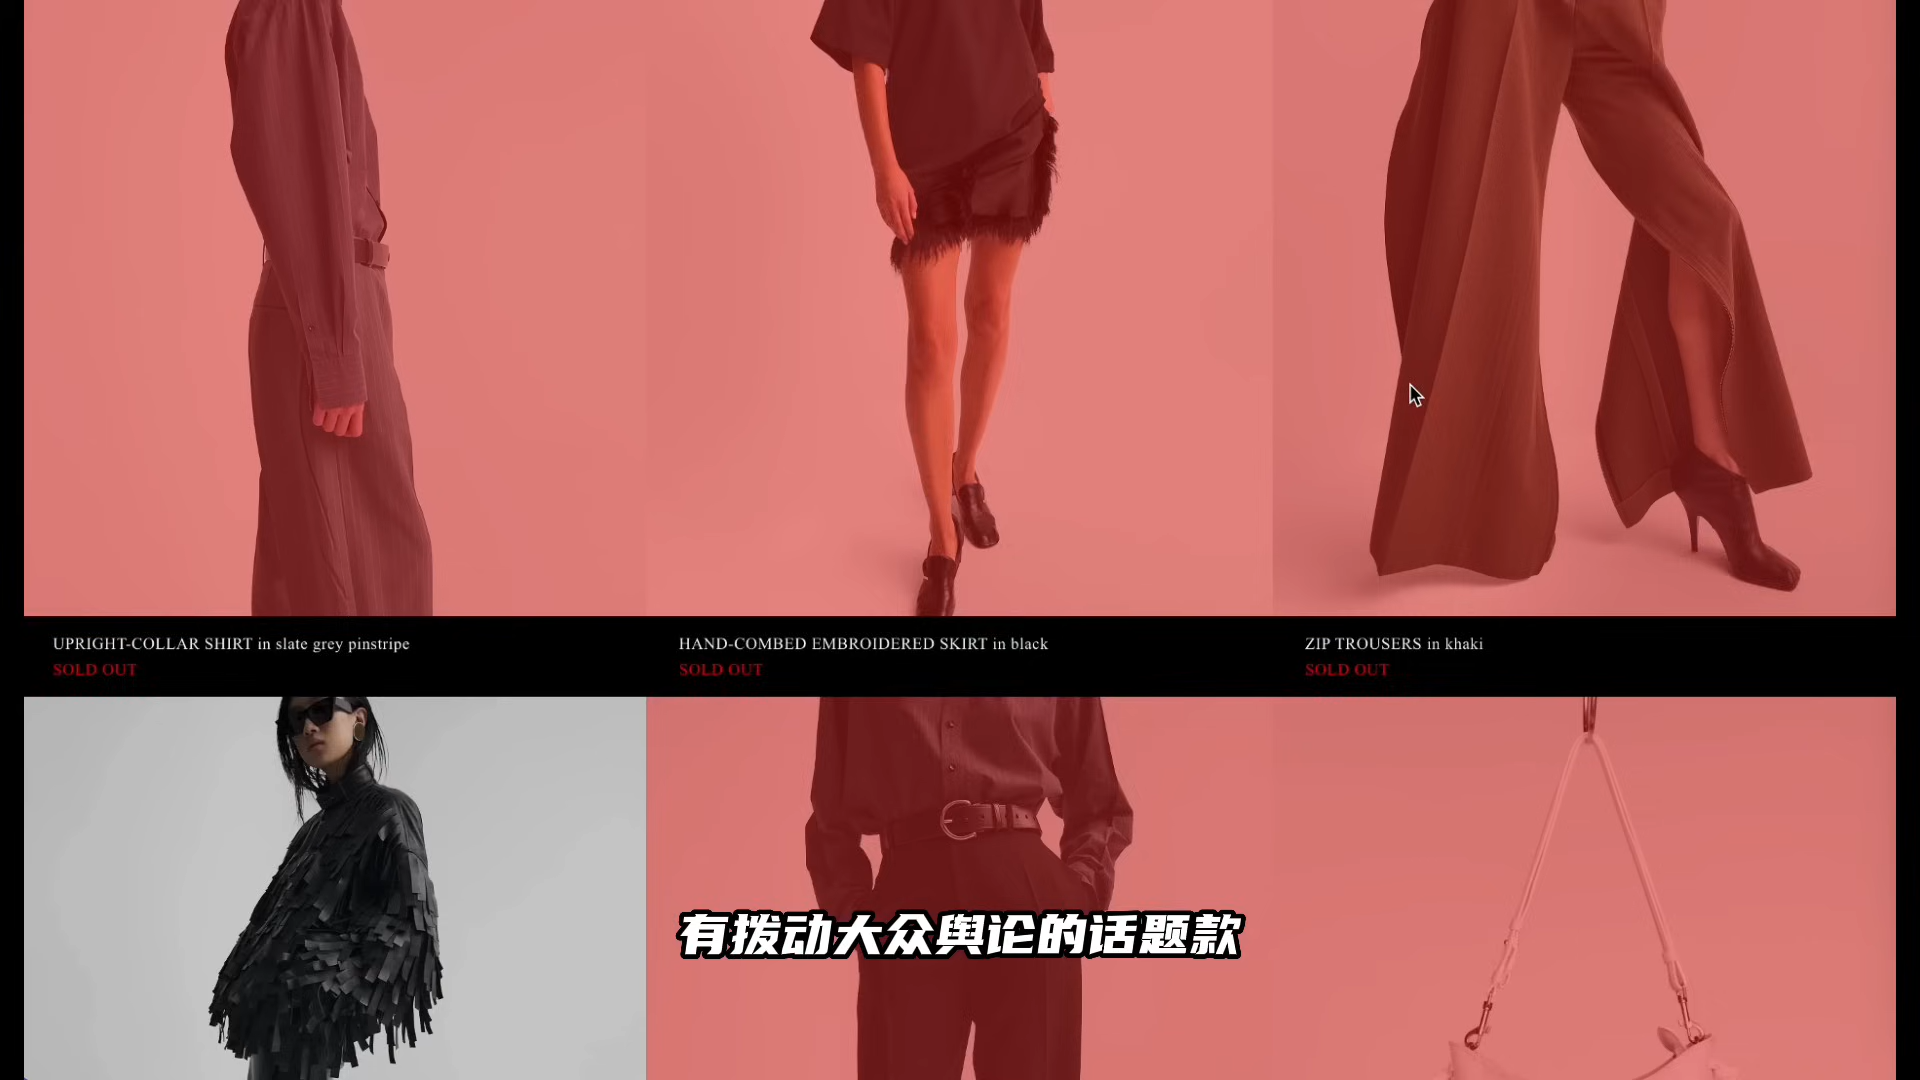 UPRIGHT-COLLAR SHIRT in slate grey pinstripe
SOLD OUT
HAND-COMBED EMBROIDERED SKIRT in black
SOLD OUT
ZIP TROUSERS in khaki
SOLD OUT
有拨动大众舆论的话题款